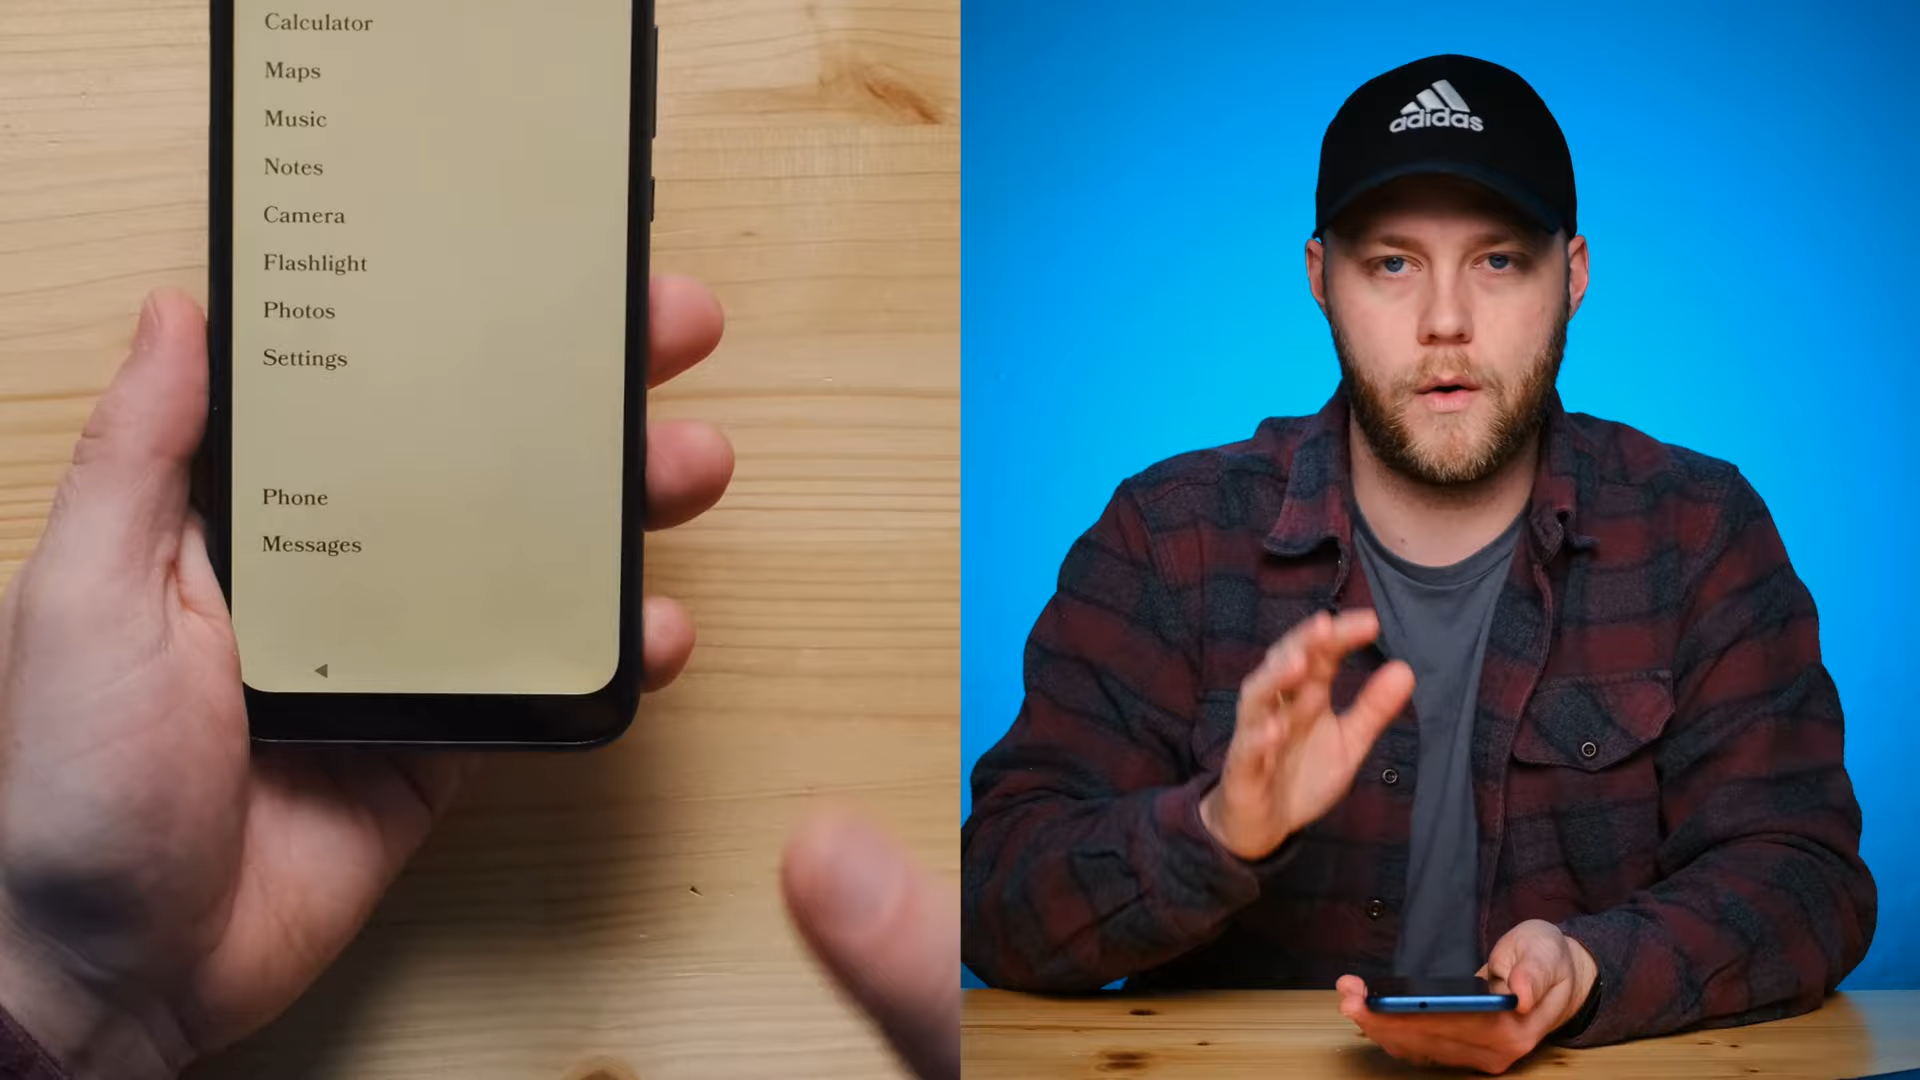 Calculator
Maps
Music
Notes
Camera
Flashlight
Photos
Settings
Phone
Messages
adidas